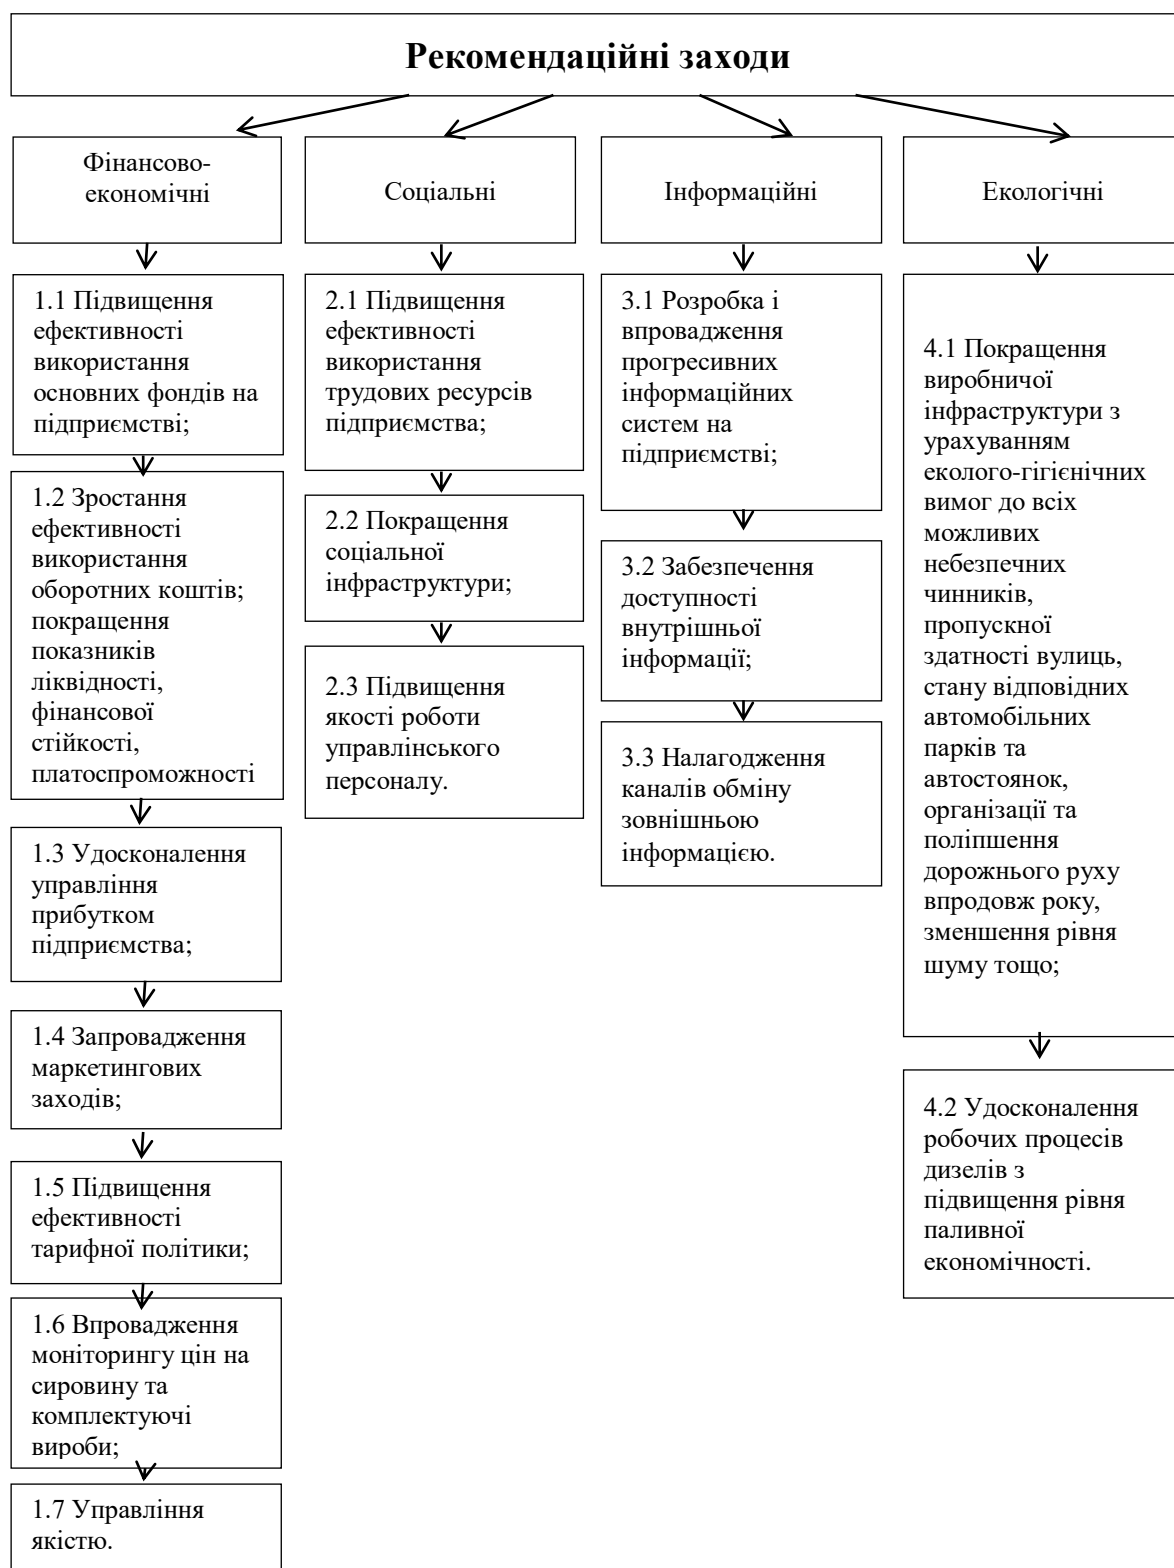 Рекомендаційні заходи
Фінансово-
економічні
Соціальні
Інформаційні
Екологічні
1.1 Підвищення
ефективності
використання
основних фондів на
підприємстві;
1.2 Зростання
ефективності
використання
оборотних коштів;
покращення
показників
ліквідності,
фінансової
стійкості,
платоспроможності
1.3 Удосконалення
управління
прибутком
підприємства;
1.4 Запровадження
маркетингових
заходів;
1.5 Підвищення
ефективності
тарифної політики;
1.6 Впровадження
моніторингу цін на
сировину та
комплектуючі
вироби;
1.7 Управління
якістю.
2.1 Підвищення
ефективності
використання
трудових ресурсів
підприємства;
2.2 Покращення
соціальної
інфраструктури;
2.3 Підвищення
якості роботи
управлінського
персоналу.
3.1 Розробка і
впровадження
прогресивних
інформаційних
систем на
підприємстві;
3.2 Забезпечення
доступності
внутрішньої
інформації;
3.3 Налагодження
каналів обміну
зовнішньою
інформацією.
4.1 Покращення
виробничої
інфраструктури з
урахуванням
еколого-гігієнічних
вимог до всіх
можливих
небезпечних
чинників,
пропускної
здатності вулиць,
стану відповідних
автомобільних
парків та
автостоянок,
організації та
поліпшення
дорожнього руху
впродовж року,
зменшення рівня
шуму тощо;
4.2 Удосконалення
робочих процесів
дизелів з
підвищення рівня
паливної
економічності.